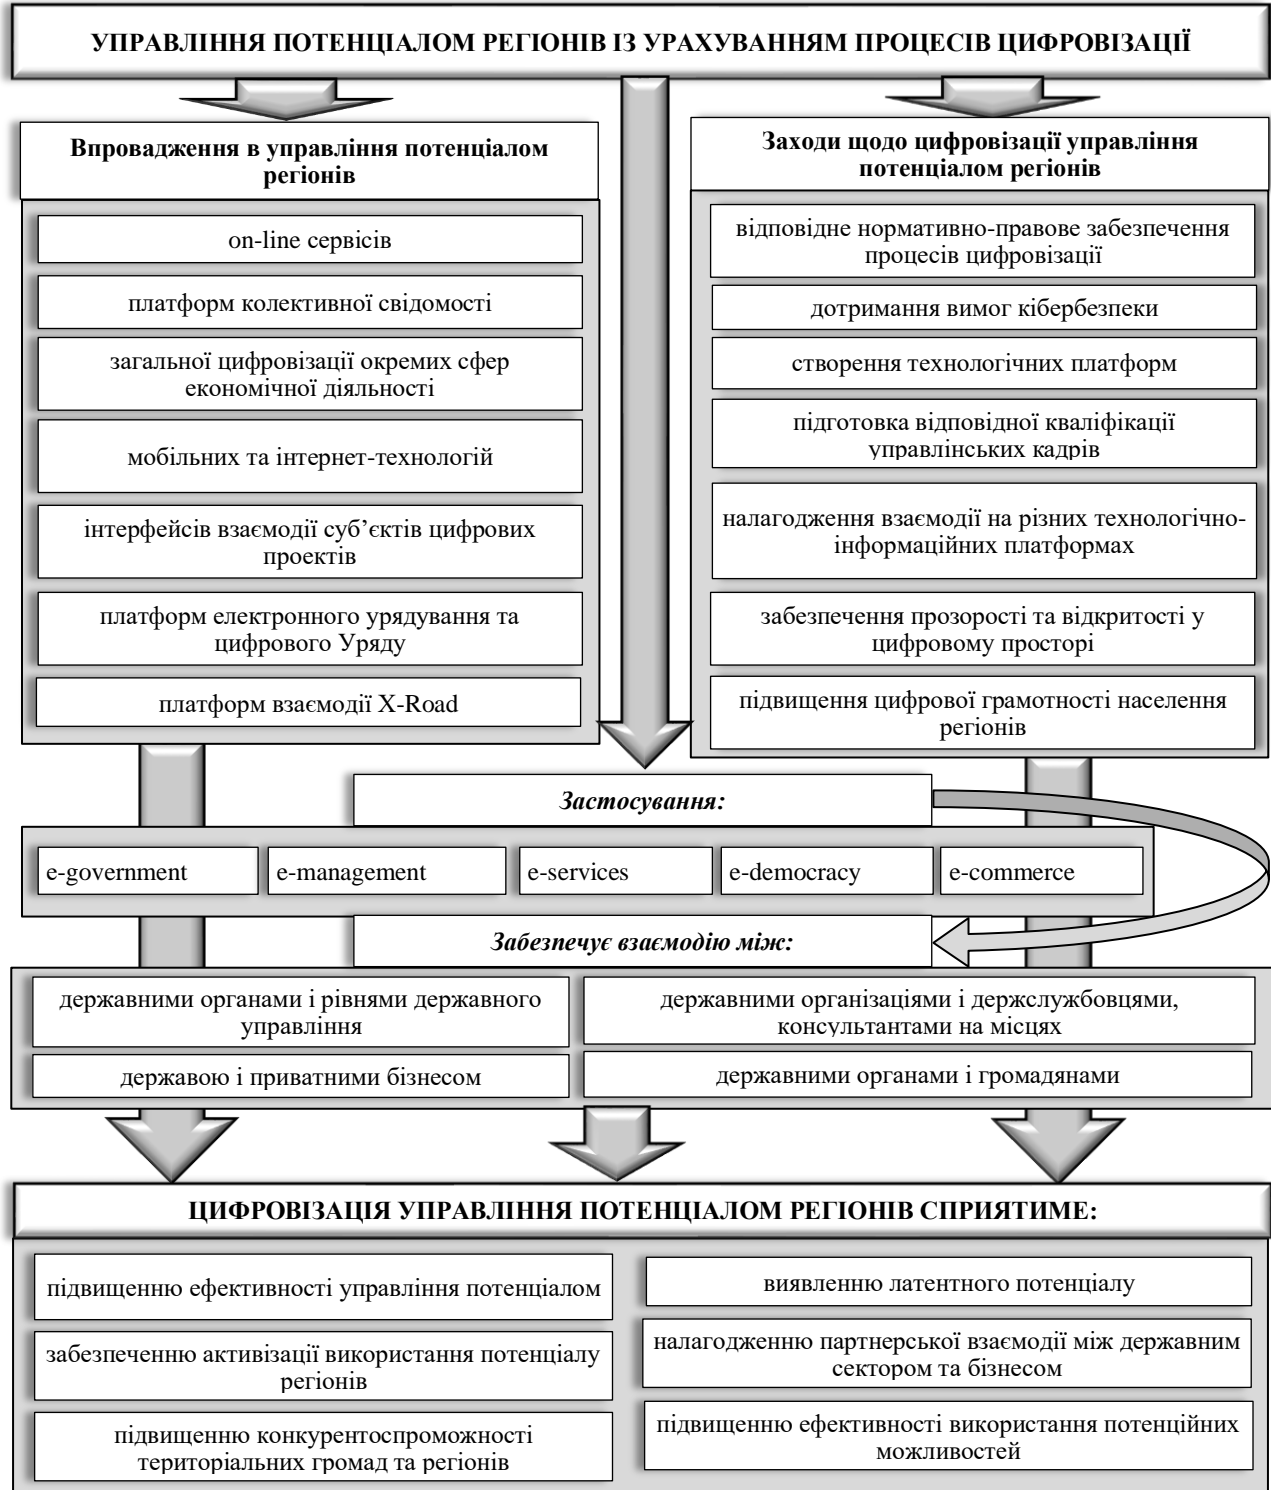 УПРАВЛІННЯ ПОТЕНЦІАЛОМ РЕГІОНІВ ІЗ УРАХУВАННЯМ ПРОЦЕСІВ ЦИФРОВІЗАЦІЇ
Впровадження в управління потенціалом
регіонів
on-line сервісів
платформ колективної свідомості
загальної цифровізації окремих сфер
економічної діяльності
мобільних та інтернет-технологій
інтерфейсів взаємодії суб’єктів цифрових
проектів
платформ електронного урядування та
цифрового Уряду
платформ взаємодії X-Road
Заходи щодо цифровізації управління
потенціалом регіонів
відповідне нормативно-правове забезпечення
процесів цифровізації
дотримання вимог кібербезпеки
створення технологічних платформ
підготовка відповідної кваліфікації
управлінських кадрів
налагодження взаємодії на різних технологічно-
інформаційних платформах
забезпечення прозорості та відкритості у
цифровому просторі
підвищення цифрової грамотності населення
регіонів
Застосування:
e-government
e-management
e-services
e-democracy
e-commerce
Забезпечує взаємодію між:
державними органами і рівнями державного
управління
державними організаціями і держслужбовцями,
консультантами на місцях
державою і приватними бізнесом
державними органами і громадянами
ЦИФРОВІЗАЦІЯ УПРАВЛІННЯ ПОТЕНЦІАЛОМ РЕГІОНІВ СПРИЯТИМЕ:
підвищенню ефективності управління потенціалом
забезпеченню активізації використання потенціалу
регіонів
підвищенню конкурентоспроможності
територіальних громад та регіонів
виявленню латентного потенціалу
налагодженню партнерської взаємодії між державним
сектором та бізнесом
підвищенню ефективності використання потенційних
можливостей